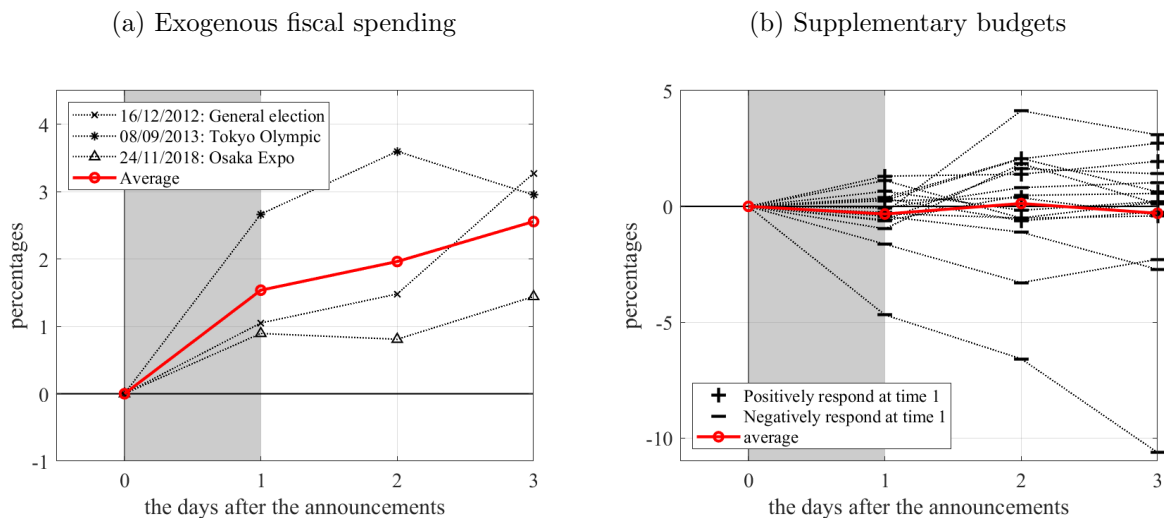 (a) Exogenous fiscal spending
4
3
2
1
0
-1
percentages
16/12/2012: General election
08/09/2013: Tokyo Olympic
24/11/2018: Osaka Expo
Average
0 1 2 3
the days after the announcements
(b) Supplementary budgets
5
0
-5
-10
percentages
Positively respond at time 1
Negatively respond at time 1
average
0 1 2 3
the days after the announcements